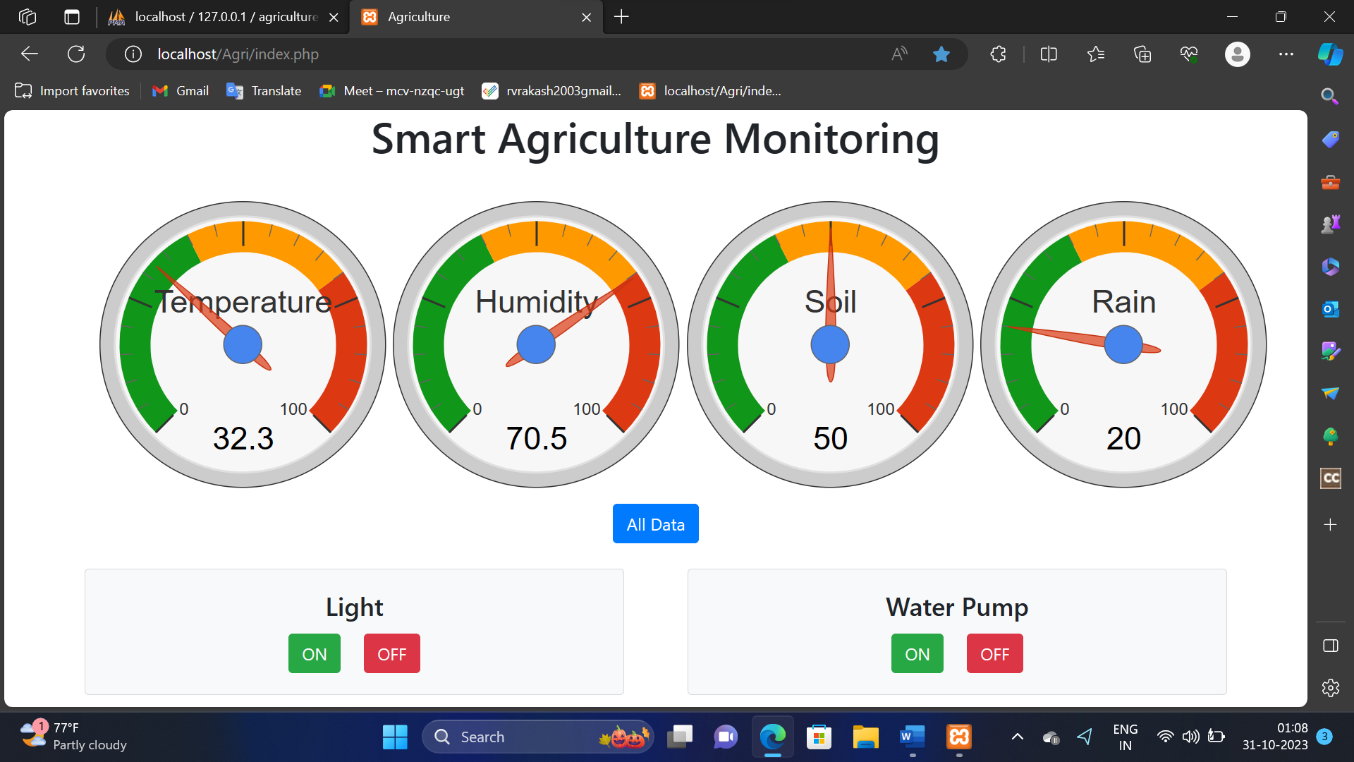 localhost / 127.0.0.1 / agriculture
Agriculture
localhost/Agri/index.php
Import favorites
Gmail
Translate
Meet – mcv-nzqc-ugt
rvrakash2003gmail...
localhost/Agri/inde...
Smart Agriculture Monitoring
Temperature
0
100
32.3
Humidity
0
100
70.5
Soil
0
100
50
Rain
0
100
20
All Data
Light
ON
OFF
Water Pump
ON
OFF
CC
1
77°F
Partly cloudy
Search
ENG
IN
01:08
31-10-2023
3